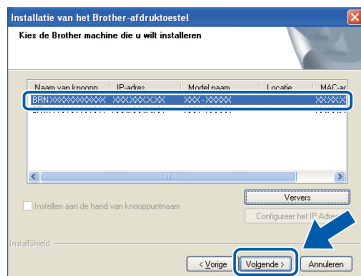 Installatie van het Brother-afdruktoestel
Kies de Brother machine die u wilt installeren
Naam van knooppunt IP-adres Model naam Locatie MAC-ad
BRNXXXXXXXXXXXX XXX.XXX.XX.XX XXX-XXXXX XXXXX
Ververs
Instellen aan de hand van knooppuntnaam
Configureer het IP-Adres
InstallShield
< Vorige Volgende > Annuleren